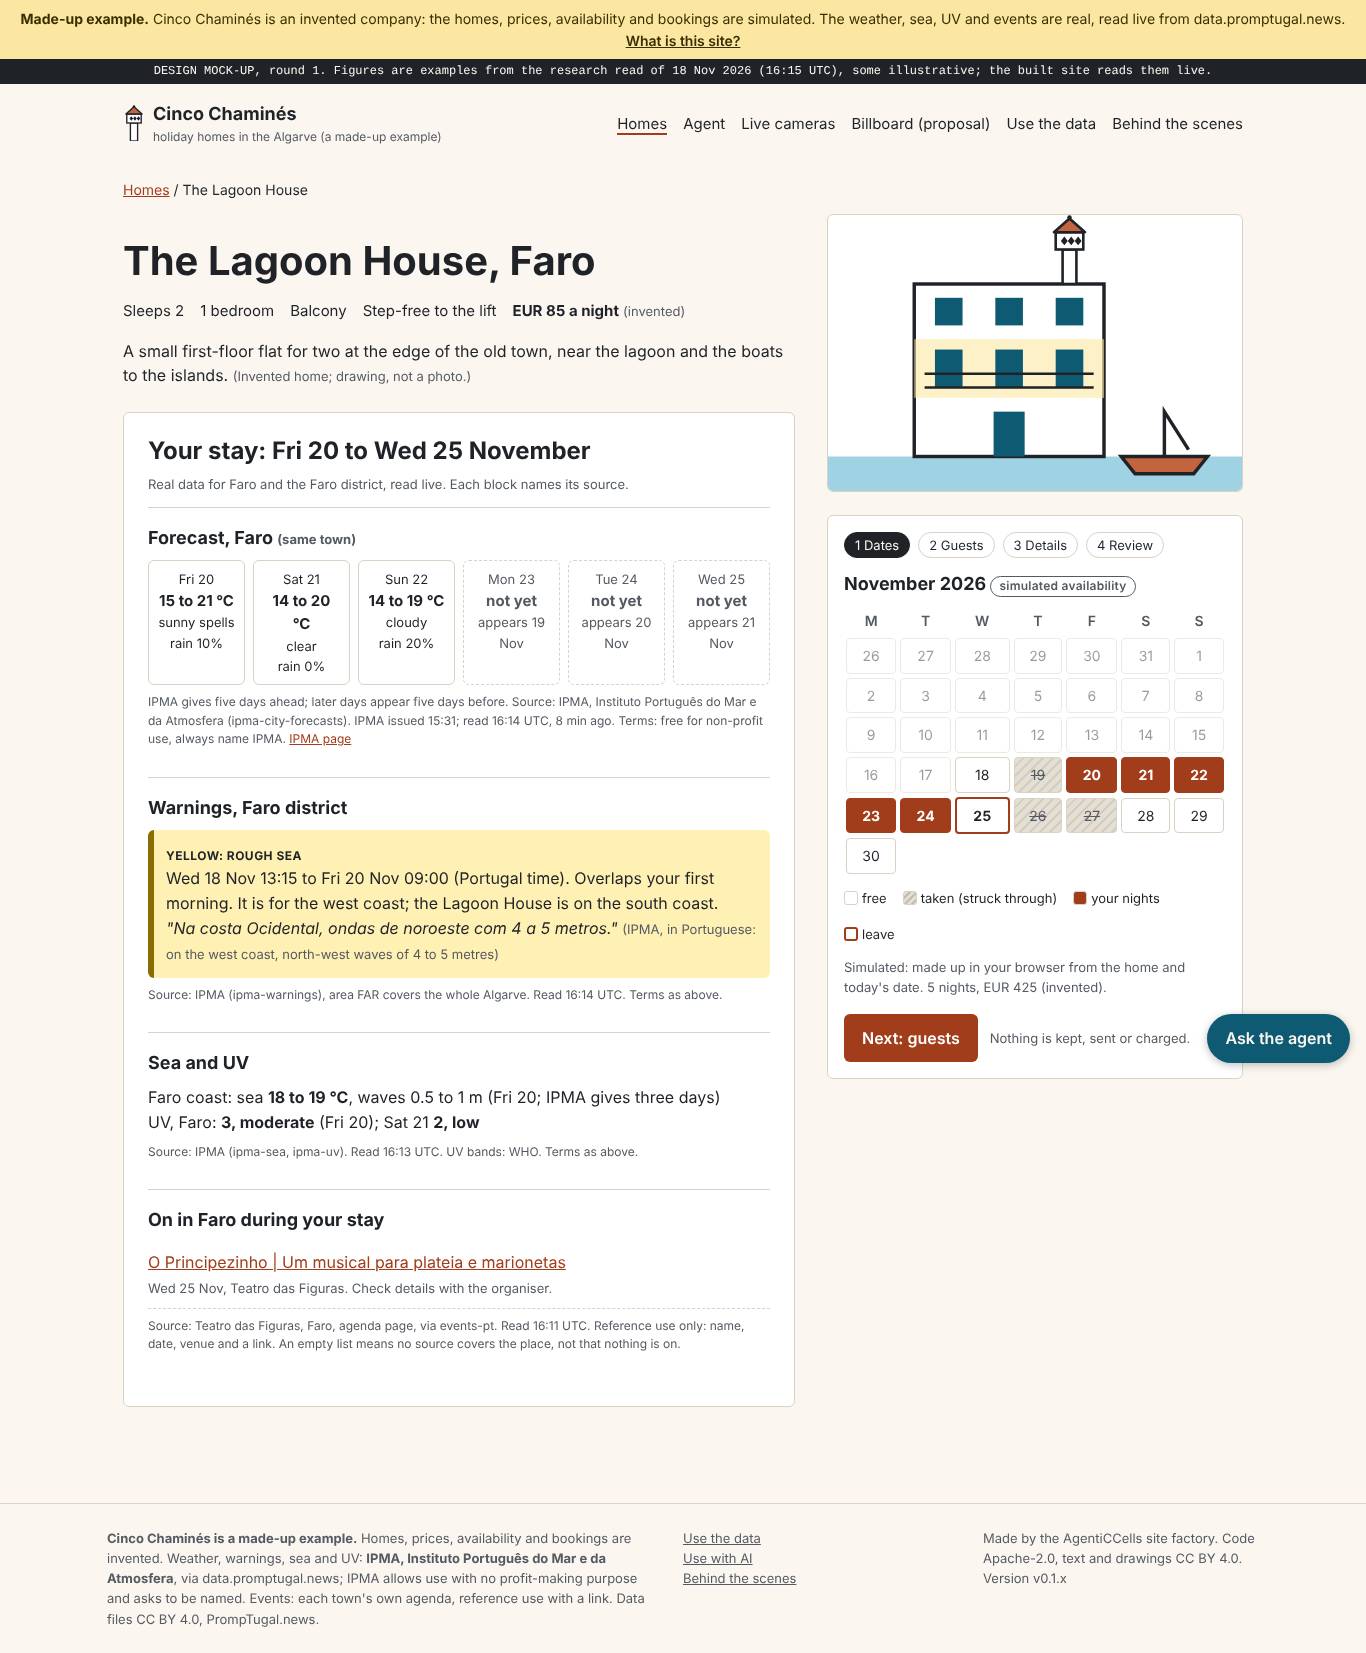 Made-up example. Cinco Chaminés is an invented company: the homes, prices, availability and bookings are simulated. The weather, sea, UV and events are real, read live from data.promptugal.news.
What is this site?
DESIGN MOCK-UP, round 1. Figures are examples from the research read of 18 Nov 2026 (16:15 UTC), some illustrative; the built site reads them live.
Cinco Chaminés
holiday homes in the Algarve (a made-up example)
Homes Agent Live cameras Billboard (proposal) Use the data Behind the scenes
Homes / The Lagoon House
The Lagoon House, Faro
Sleeps 2 1 bedroom Balcony Step-free to the lift EUR 85 a night (invented)
A small first-floor flat for two at the edge of the old town, near the lagoon and the boats
to the islands. (Invented home; drawing, not a photo.)
Your stay: Fri 20 to Wed 25 November
Real data for Faro and the Faro district, read live. Each block names its source.
Forecast, Faro (same town)
Fri 20
15 to 21 °C
sunny spells
rain 10%
Sat 21
14 to 20
°C
clear
rain 0%
Sun 22
14 to 19 °C
cloudy
rain 20%
Mon 23
not yet
appears 19
Nov
Tue 24
not yet
appears 20
Nov
Wed 25
not yet
appears 21
Nov
IPMA gives five days ahead; later days appear five days before. Source: IPMA, Instituto Português do Mar e
da Atmosfera (ipma-city-forecasts). IPMA issued 15:31; read 16:14 UTC, 8 min ago. Terms: free for non-profit
use, always name IPMA. IPMA page
Warnings, Faro district
YELLOW: ROUGH SEA
Wed 18 Nov 13:15 to Fri 20 Nov 09:00 (Portugal time). Overlaps your first
morning. It is for the west coast; the Lagoon House is on the south coast.
"Na costa Ocidental, ondas de noroeste com 4 a 5 metros." (IPMA, in Portuguese:
on the west coast, north-west waves of 4 to 5 metres)
Source: IPMA (ipma-warnings), area FAR covers the whole Algarve. Read 16:14 UTC. Terms as above.
Sea and UV
Faro coast: sea 18 to 19 °C, waves 0.5 to 1 m (Fri 20; IPMA gives three days)
UV, Faro: 3, moderate (Fri 20); Sat 21 2, low
Source: IPMA (ipma-sea, ipma-uv). Read 16:13 UTC. UV bands: WHO. Terms as above.
On in Faro during your stay
O Principezinho | Um musical para plateia e marionetas
Wed 25 Nov, Teatro das Figuras. Check details with the organiser.
Source: Teatro das Figuras, Faro, agenda page, via events-pt. Read 16:11 UTC. Reference use only: name,
date, venue and a link. An empty list means no source covers the place, not that nothing is on.
1 Dates 2 Guests 3 Details 4 Review
November 2026 simulated availability
M T W T F S S
26 27 28 29 30 31 1
2 3 4 5 6 7 8
9 10 11 12 13 14 15
16 17 18 19 20 21 22
23 24 25 26 27 28 29
30
free taken (struck through) your nights
leave
Simulated: made up in your browser from the home and
today's date. 5 nights, EUR 425 (invented).
Next: guests Nothing is kept, sent or charged.
Ask the agent
Cinco Chaminés is a made-up example. Homes, prices, availability and bookings are
invented. Weather, warnings, sea and UV: IPMA, Instituto Português do Mar e da
Atmosfera, via data.promptugal.news; IPMA allows use with no profit-making purpose
and asks to be named. Events: each town's own agenda, reference use with a link. Data
files CC BY 4.0, PrompTugal.news.
Use the data
Use with AI
Behind the scenes
Made by the AgentiCCells site factory. Code
Apache-2.0, text and drawings CC BY 4.0.
Version v0.1.x